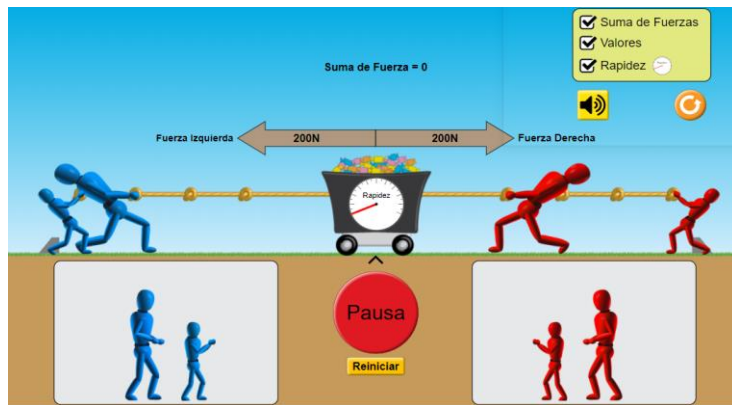 Suma de Fuerzas
Valores
Rapidez
Suma de Fuerza = 0
Fuerza Izquierda
200N
200N
Fuerza Derecha
Rapidez
Pausa
Reiniciar